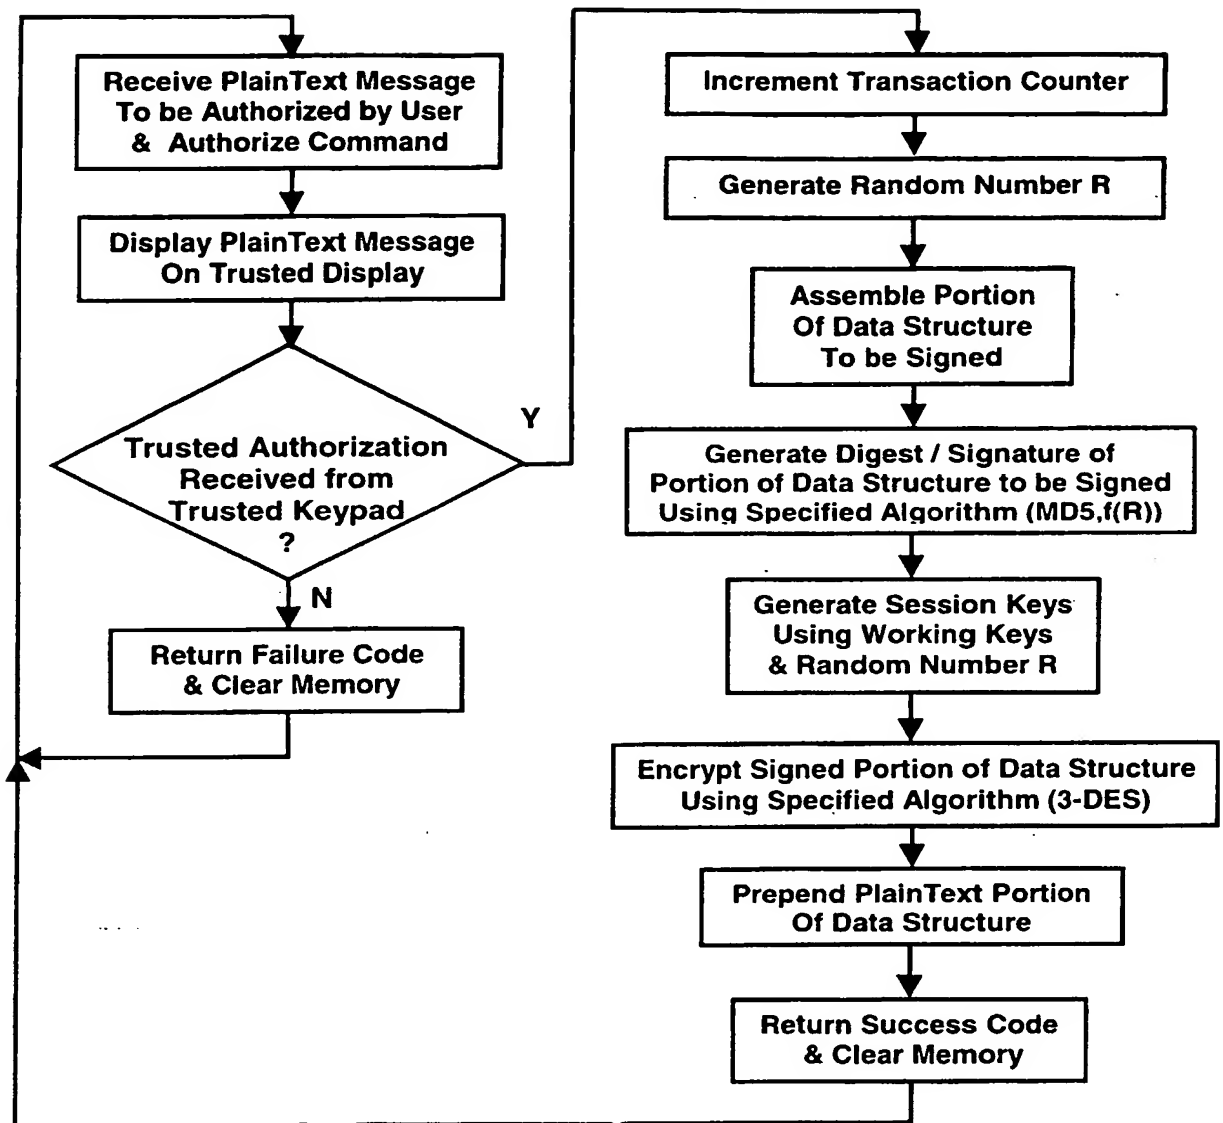 Receive PlainText Message
To be Authorized by User
& Authorize Command
Display PlainText Message
On Trusted Display
Trusted Authorization
Received from
Trusted Keypad
?
Y
N
Return Failure Code
& Clear Memory
Increment Transaction Counter
Generate Random Number R
Assemble Portion
Of Data Structure
To be Signed
Generate Digest / Signature of
Portion of Data Structure to be Signed
Using Specified Algorithm (MD5,f(R))
Generate Session Keys
Using Working Keys
& Random Number R
Encrypt Signed Portion of Data Structure
Using Specified Algorithm (3-DES)
Prepend PlainText Portion
Of Data Structure
Return Success Code
& Clear Memory